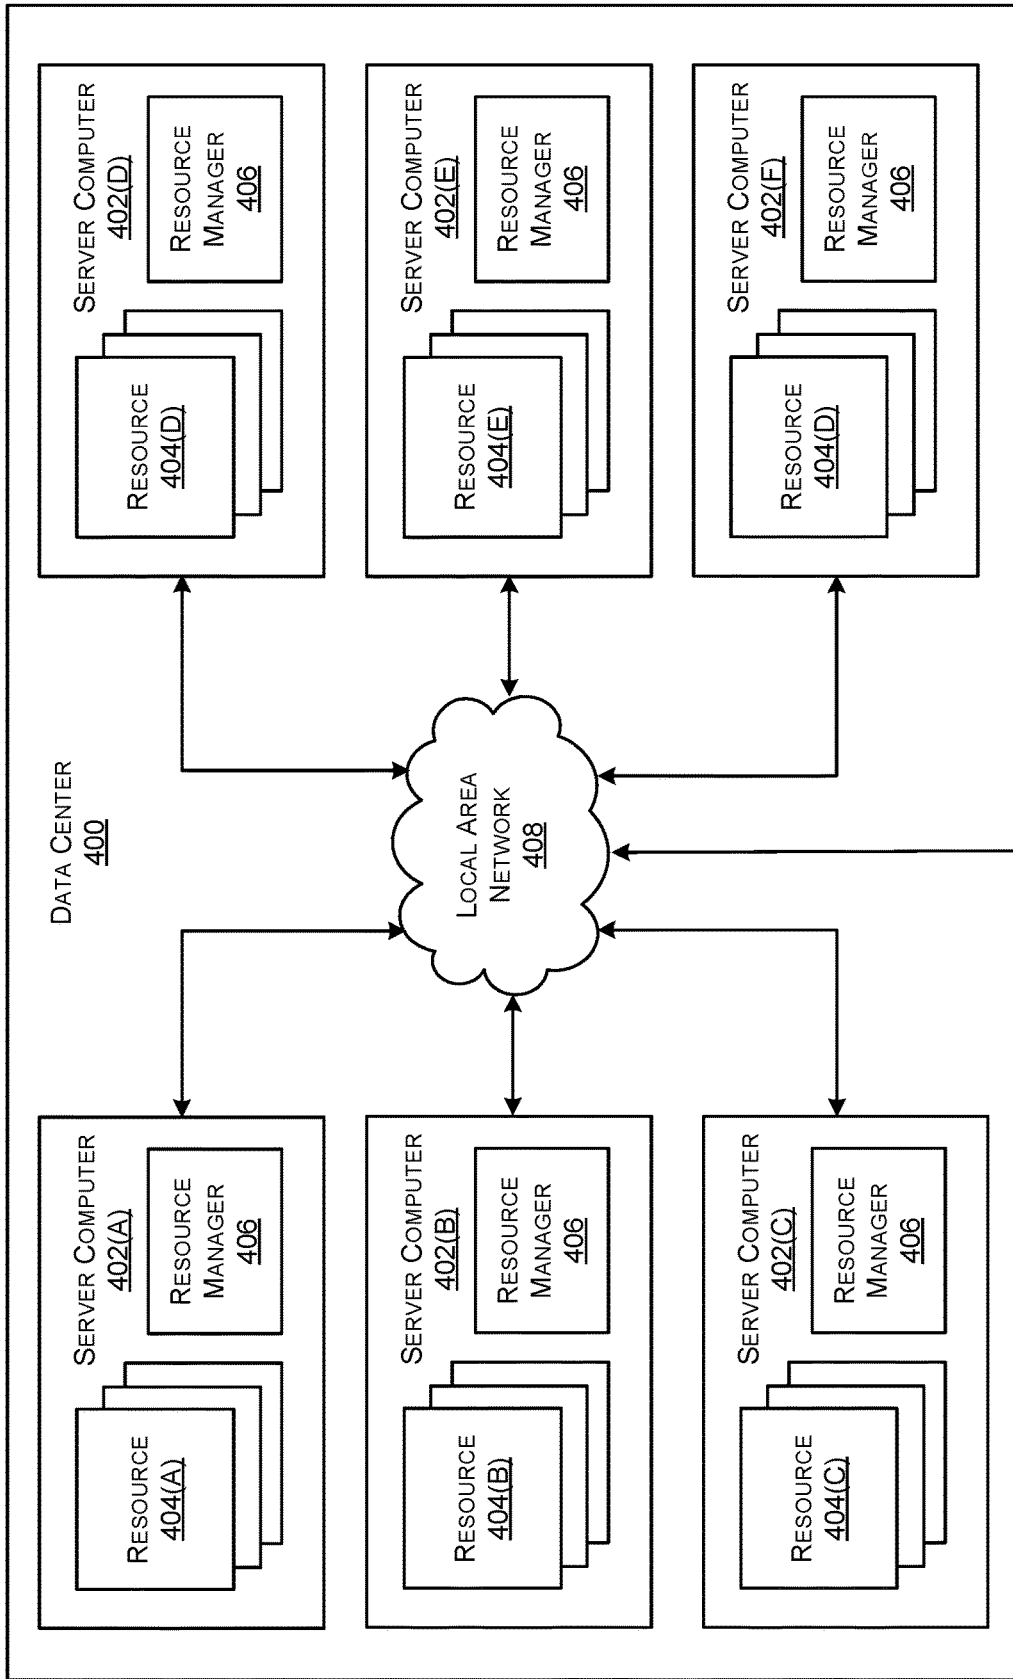 DATA CENTER
400
SERVER COMPUTER
402(A)
RESOURCE
404(A)
RESOURCE
MANAGER
406
SERVER COMPUTER
402(B)
RESOURCE
404(B)
RESOURCE
MANAGER
406
SERVER COMPUTER
402(C)
RESOURCE
404(C)
RESOURCE
MANAGER
406
LOCAL AREA
NETWORK
408
SERVER COMPUTER
402(D)
RESOURCE
404(D)
RESOURCE
MANAGER
406
SERVER COMPUTER
402(E)
RESOURCE
404(E)
RESOURCE
MANAGER
406
SERVER COMPUTER
402(F)
RESOURCE
404(D)
RESOURCE
MANAGER
406